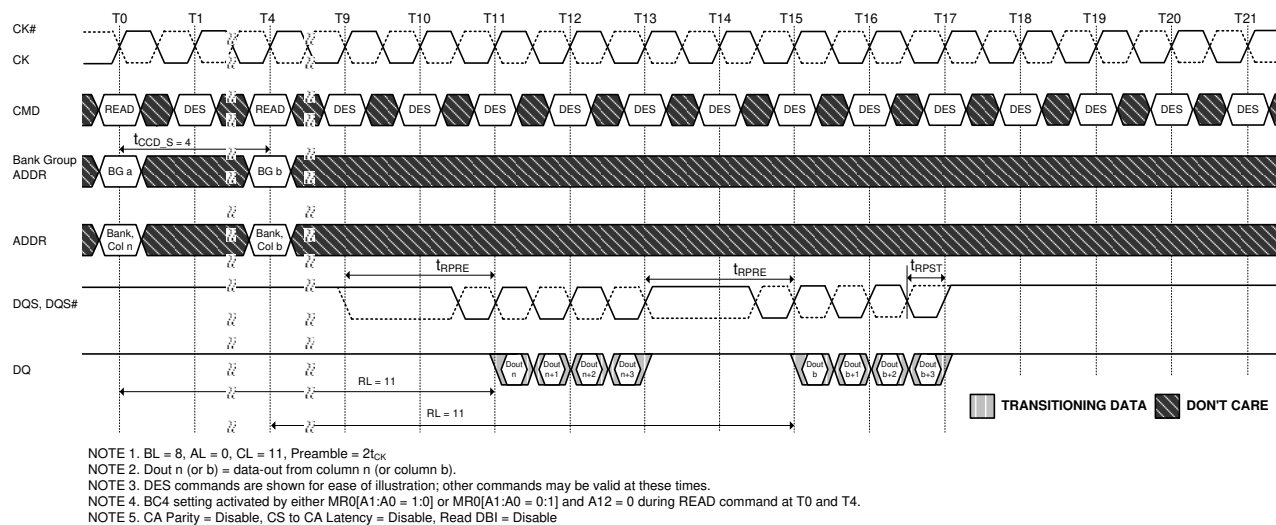 T0 T1 T4 T9 T10 T11 T12 T13 T14 T15 T16 T17 T18 T19 T20 T21
CK#
CK
CMD READ DES READ DES DES DES DES DES DES DES DES DES DES DES DES DES
tCCD_S = 4
Bank Group
ADDR BG a BG b
ADDR Bank, Col n Bank, Col b
tRPRE tRPRE tRPST
DQS, DQS#
DQ Dout n Dout n+1 Dout n+2 Dout n+3 Dout b Dout b+1 Dout b+2 Dout b+3
RL = 11
RL = 11
TRANSITIONING DATA DON'T CARE
NOTE 1. BL = 8, AL = 0, CL = 11, Preamble = 2tCK
NOTE 2. Dout n (or b) = data-out from column n (or column b).
NOTE 3. DES commands are shown for ease of illustration; other commands may be valid at these times.
NOTE 4. BC4 setting activated by either MR0[A1:A0 = 1:0] or MR0[A1:A0 = 0:1] and A12 = 0 during READ command at T0 and T4.
NOTE 5. CA Parity = Disable, CS to CA Latency = Disable, Read DBI = Disable